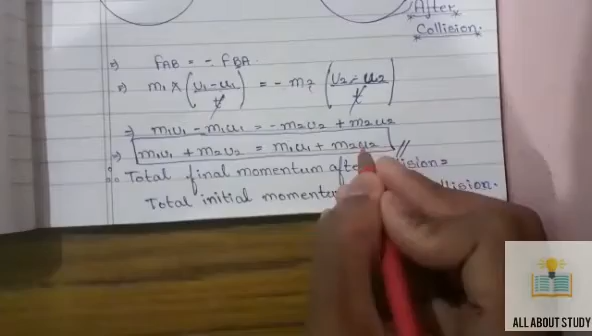 After
Collision.
⇒) FAB = - FBA.
⇒) m₁ × (v₁-u₁/t) = - m₂ (v₂-u₂/t)
⇒ m₁v₁ - m₁u₁ = -m₂v₂ + m₂u₂
⇒) m₁v₁ + m₂v₂ = m₁u₁ + m₂u₂
∴ Total final momentum after =
Total initial
ALL ABOUT STUDY